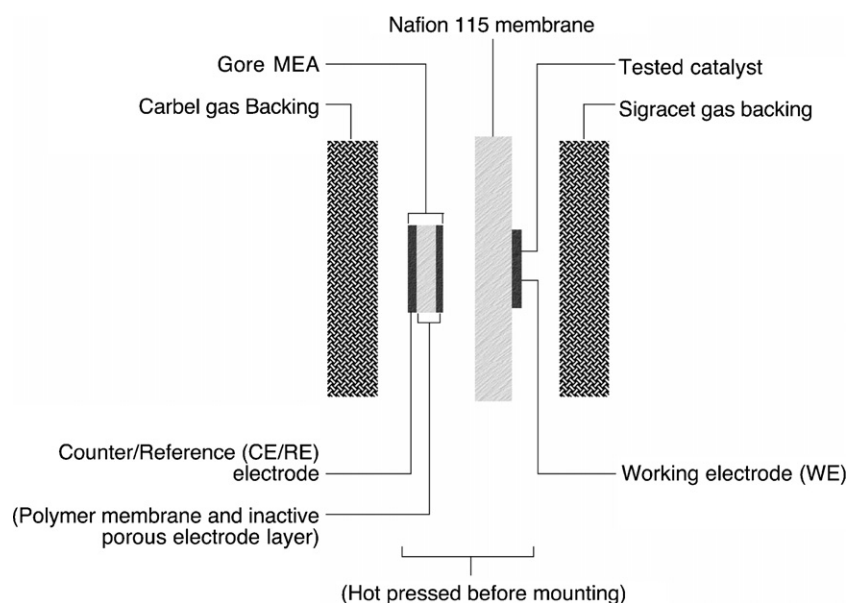 Nafion 115 membrane
Gore MEA
Tested catalyst
Carbel gas Backing
Sigracet gas backing
Counter/Reference (CE/RE)
electrode
Working electrode (WE)
(Polymer membrane and inactive
porous electrode layer)
(Hot pressed before mounting)